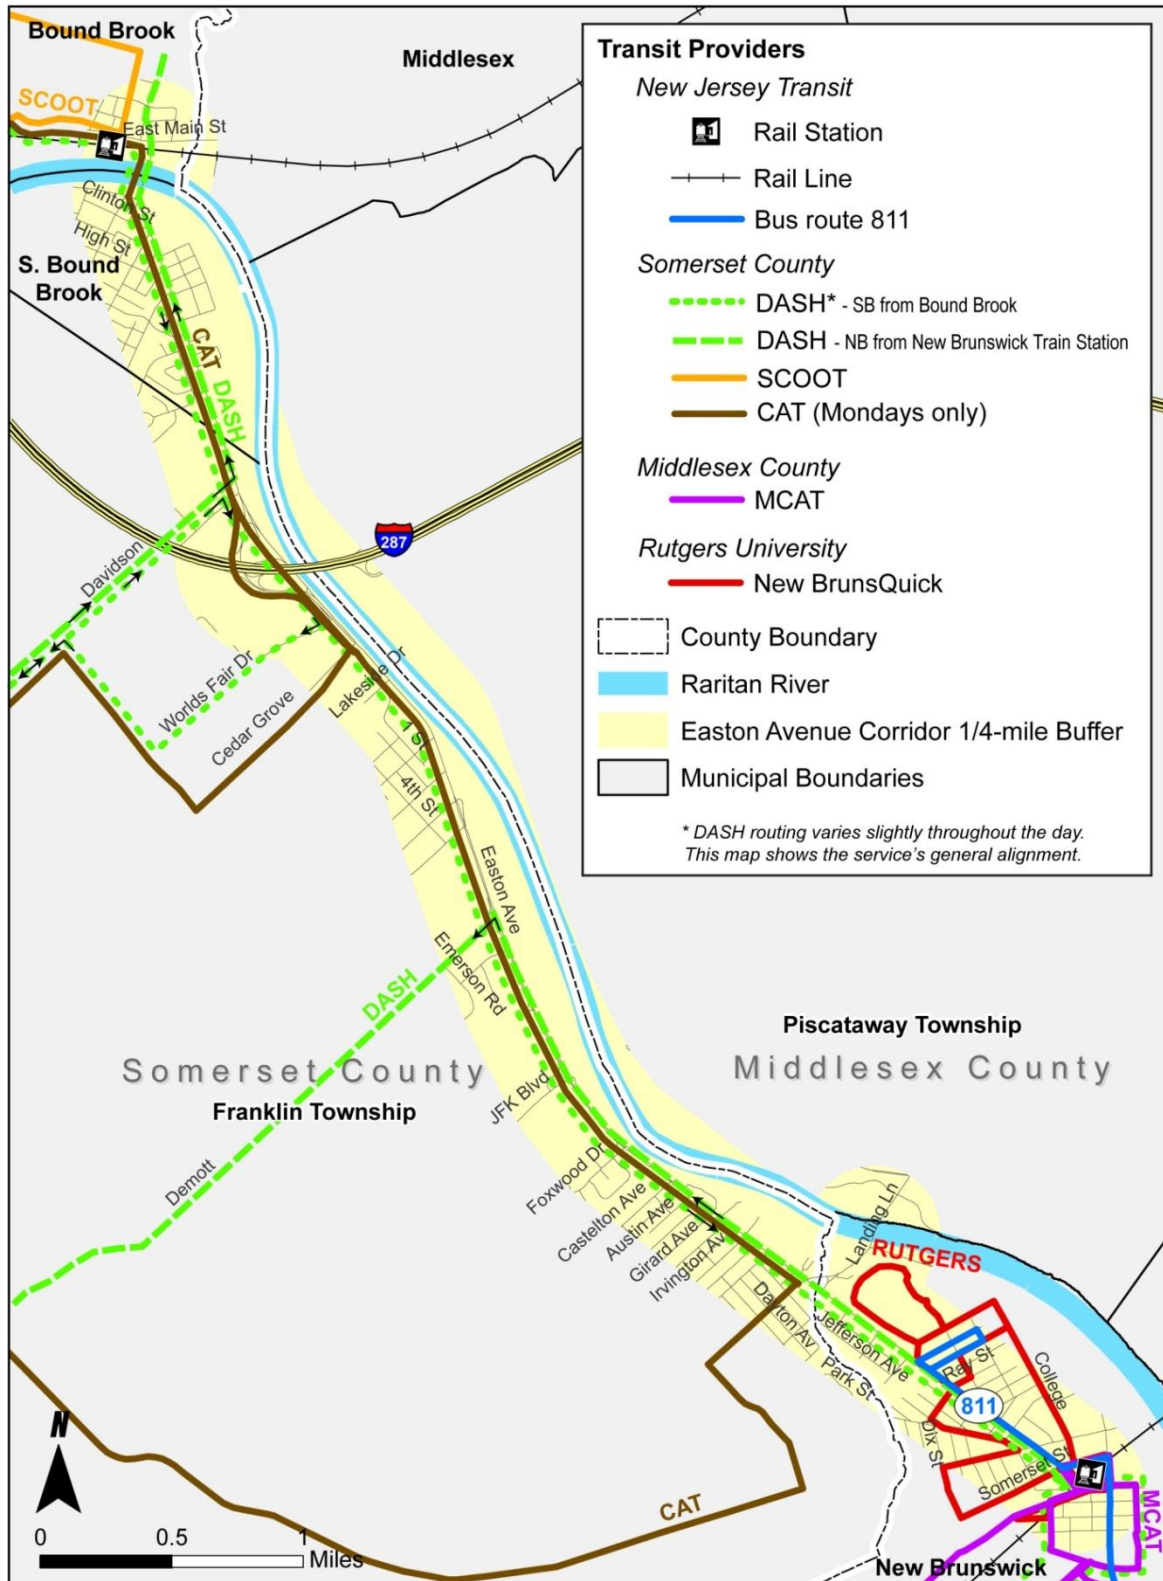 Bound Brook
Middlesex
SCOOT
East Main St
Clinton St
High St
S. Bound
Brook
CAT
DASH
287
Davidson
Worlds Fair Dr
Cedar Grove
Lakeside Dr
1 St
4th St
Easton Ave
Emerson Rd
DASH
Somerset County
Franklin Township
JFK Blvd
Demott
Foxwood Dr
Castelton Ave
Austin Ave
Girard Ave
Irvington Av
Dayton Av
Park St
Jefferson Ave
Landing Ln
Piscataway Township
Middlesex County
RUTGERS
Ray St
College
811
Dix St
Somerset St
MCAT
New Brunswick
CAT
N
0 0.5 1
Miles
Transit Providers
New Jersey Transit
Rail Station
Rail Line
Bus route 811
Somerset County
DASH* - SB from Bound Brook
DASH - NB from New Brunswick Train Station
SCOOT
CAT (Mondays only)
Middlesex County
MCAT
Rutgers University
New BrunsQuick
County Boundary
Raritan River
Easton Avenue Corridor 1/4-mile Buffer
Municipal Boundaries
* DASH routing varies slightly throughout the day.
This map shows the service's general alignment.